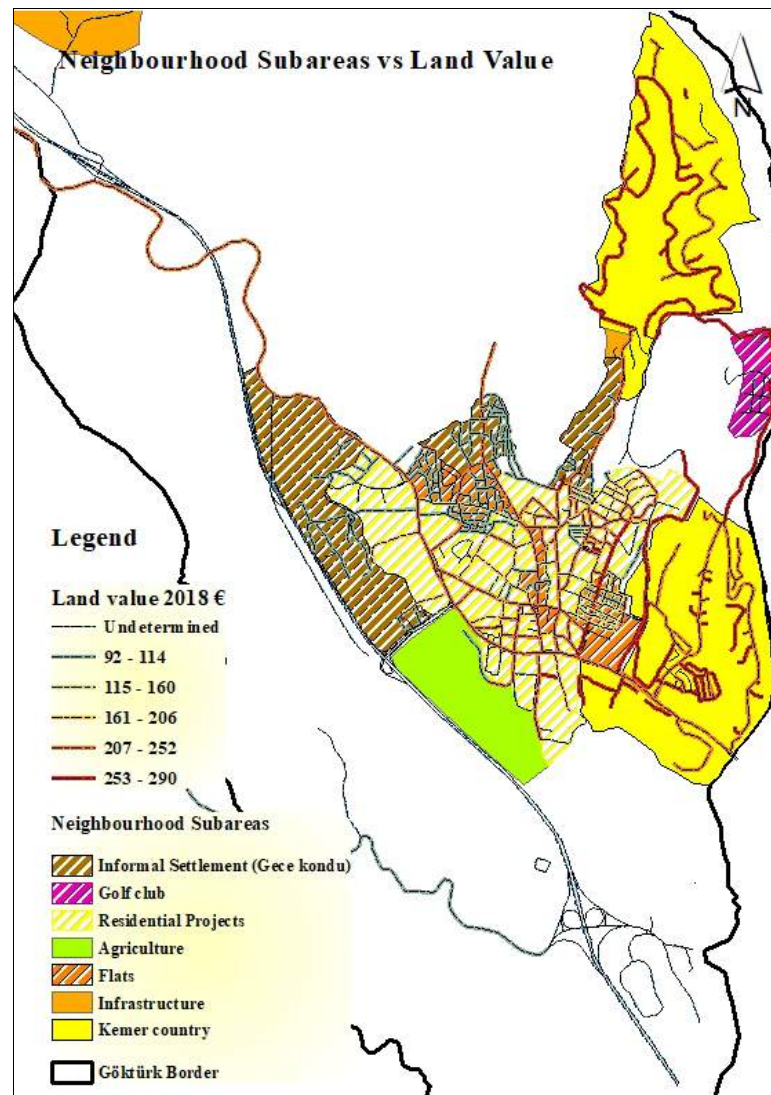 Neighbourhood Subareas vs Land Value
N
Legend
Land value 2018 €
Undetermined
92 - 114
115 - 160
161 - 206
207 - 252
253 - 290
Neighbourhood Subareas
Informal Settlement (Gece kondu)
Golf club
Residential Projects
Agriculture
Flats
Infrastructure
Kemer country
Göktürk Border